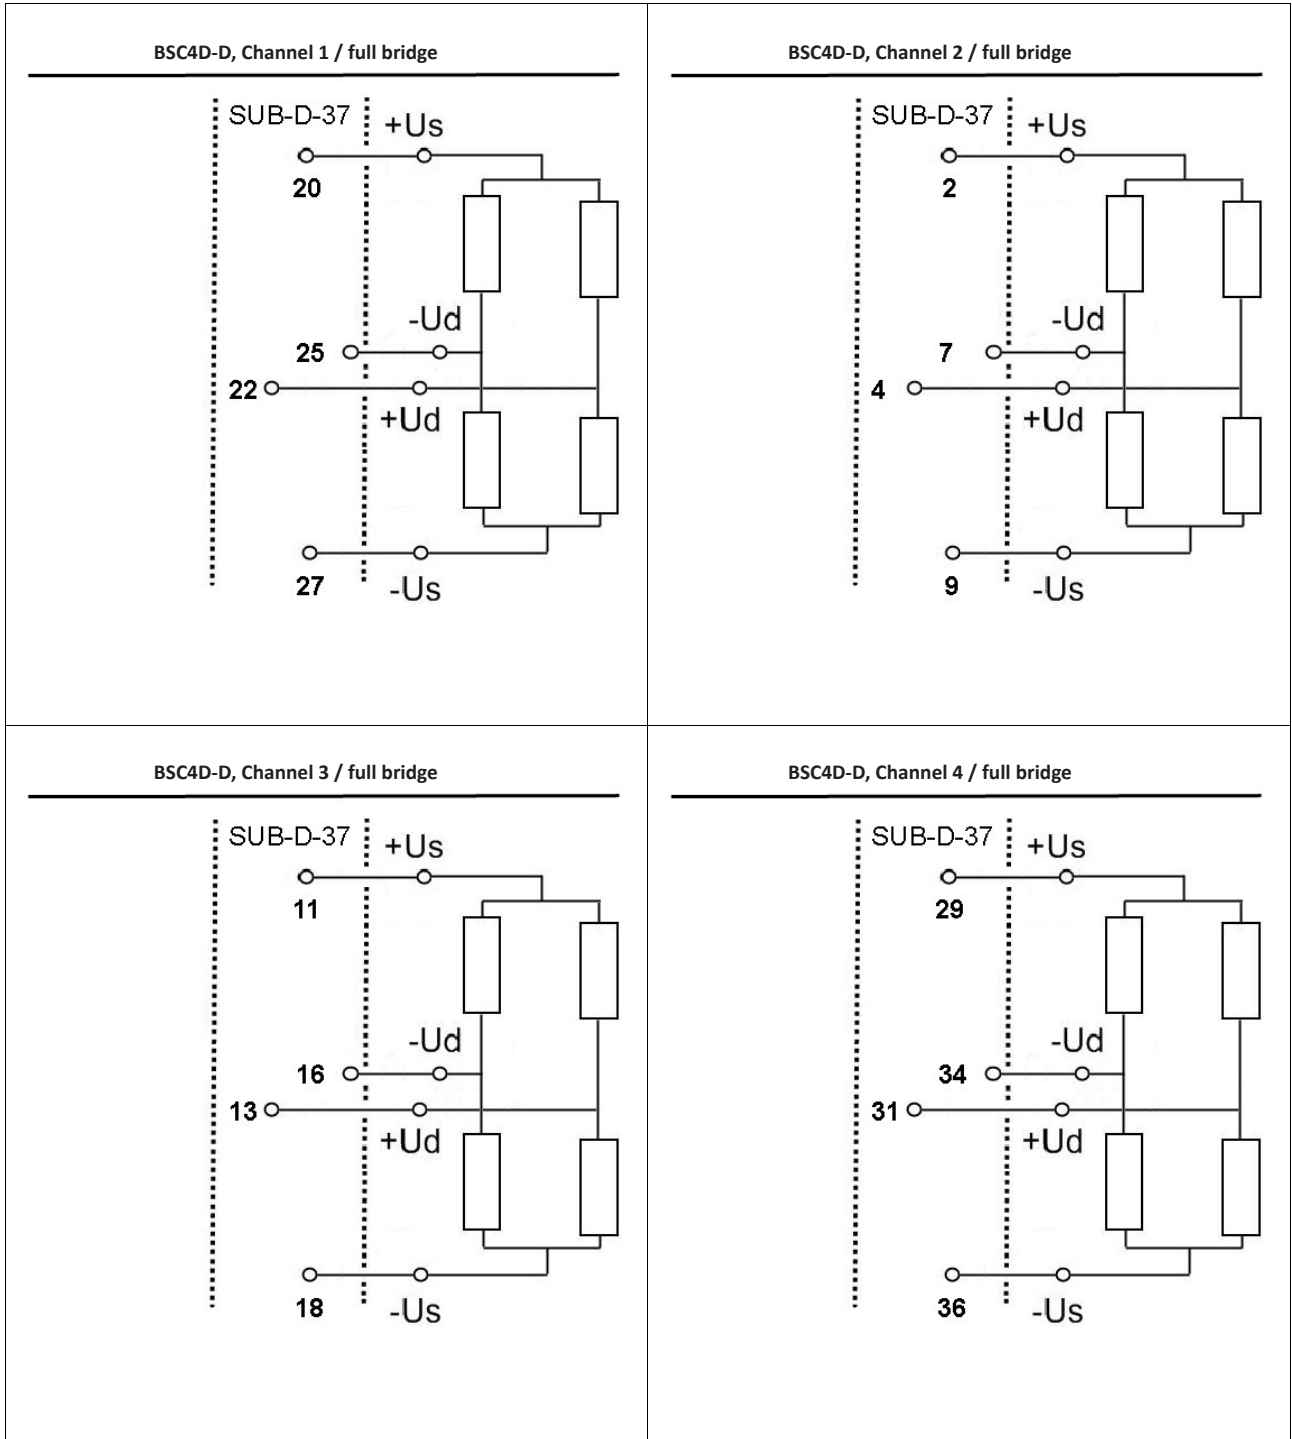 BSC4D-D, Channel 1 / full bridge
SUB-D-37
+Us
20
-Ud
25
22
+Ud
27
-Us
BSC4D-D, Channel 2 / full bridge
SUB-D-37
+Us
2
-Ud
7
4
+Ud
9
-Us
BSC4D-D, Channel 3 / full bridge
SUB-D-37
+Us
11
-Ud
16
13
+Ud
18
-Us
BSC4D-D, Channel 4 / full bridge
SUB-D-37
+Us
29
-Ud
34
31
+Ud
36
-Us